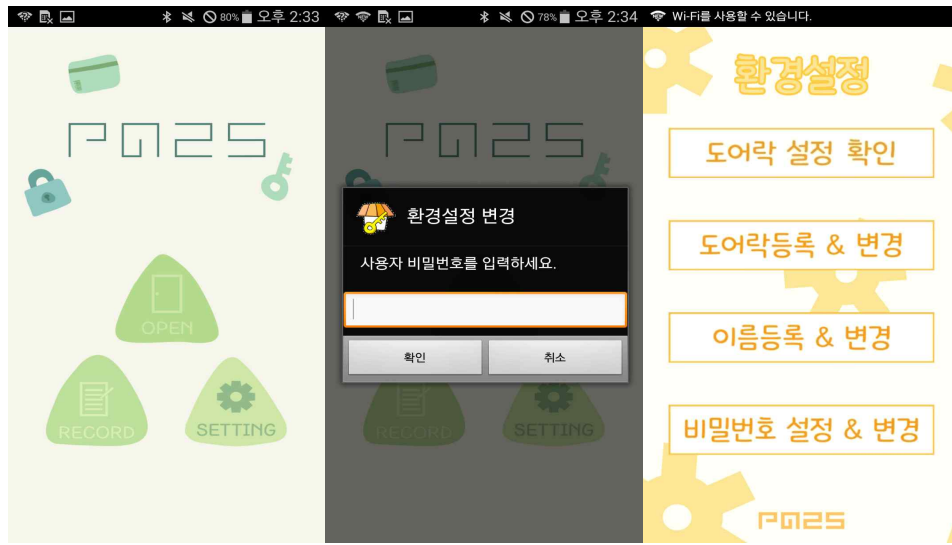 80% 오후 2:33
PM25
OPEN
RECORD
SETTING
78% 오후 2:34
PM25
환경설정 변경
사용자 비밀번호를 입력하세요.
확인 취소
RECORD
SETTING
Wi-Fi를 사용할 수 있습니다.
환경설정
도어락 설정 확인
도어락등록 & 변경
이름등록 & 변경
비밀번호 설정 & 변경
PM25